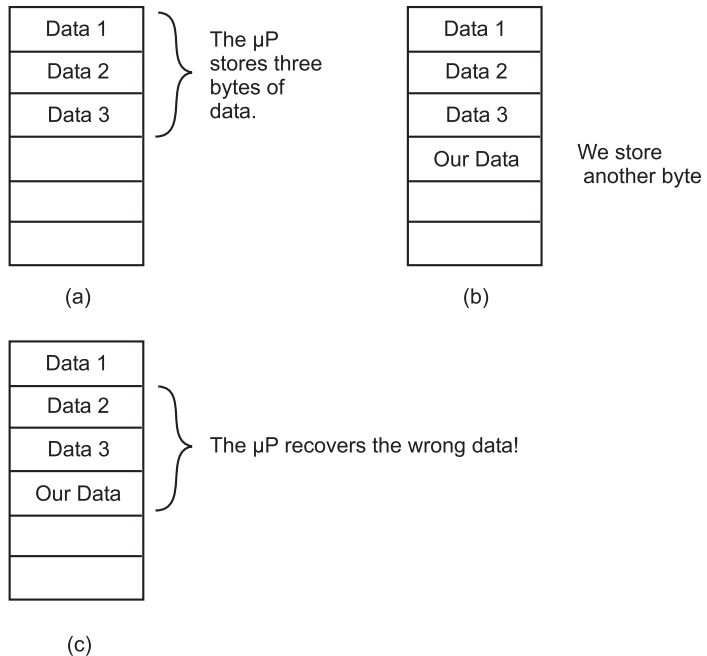 Data 1
Data 2
Data 3
The µP
stores three
bytes of
data.
(a)
Data 1
Data 2
Data 3
Our Data
We store
another byte
(b)
Data 1
Data 2
Data 3
Our Data
The µP recovers the wrong data!
(c)